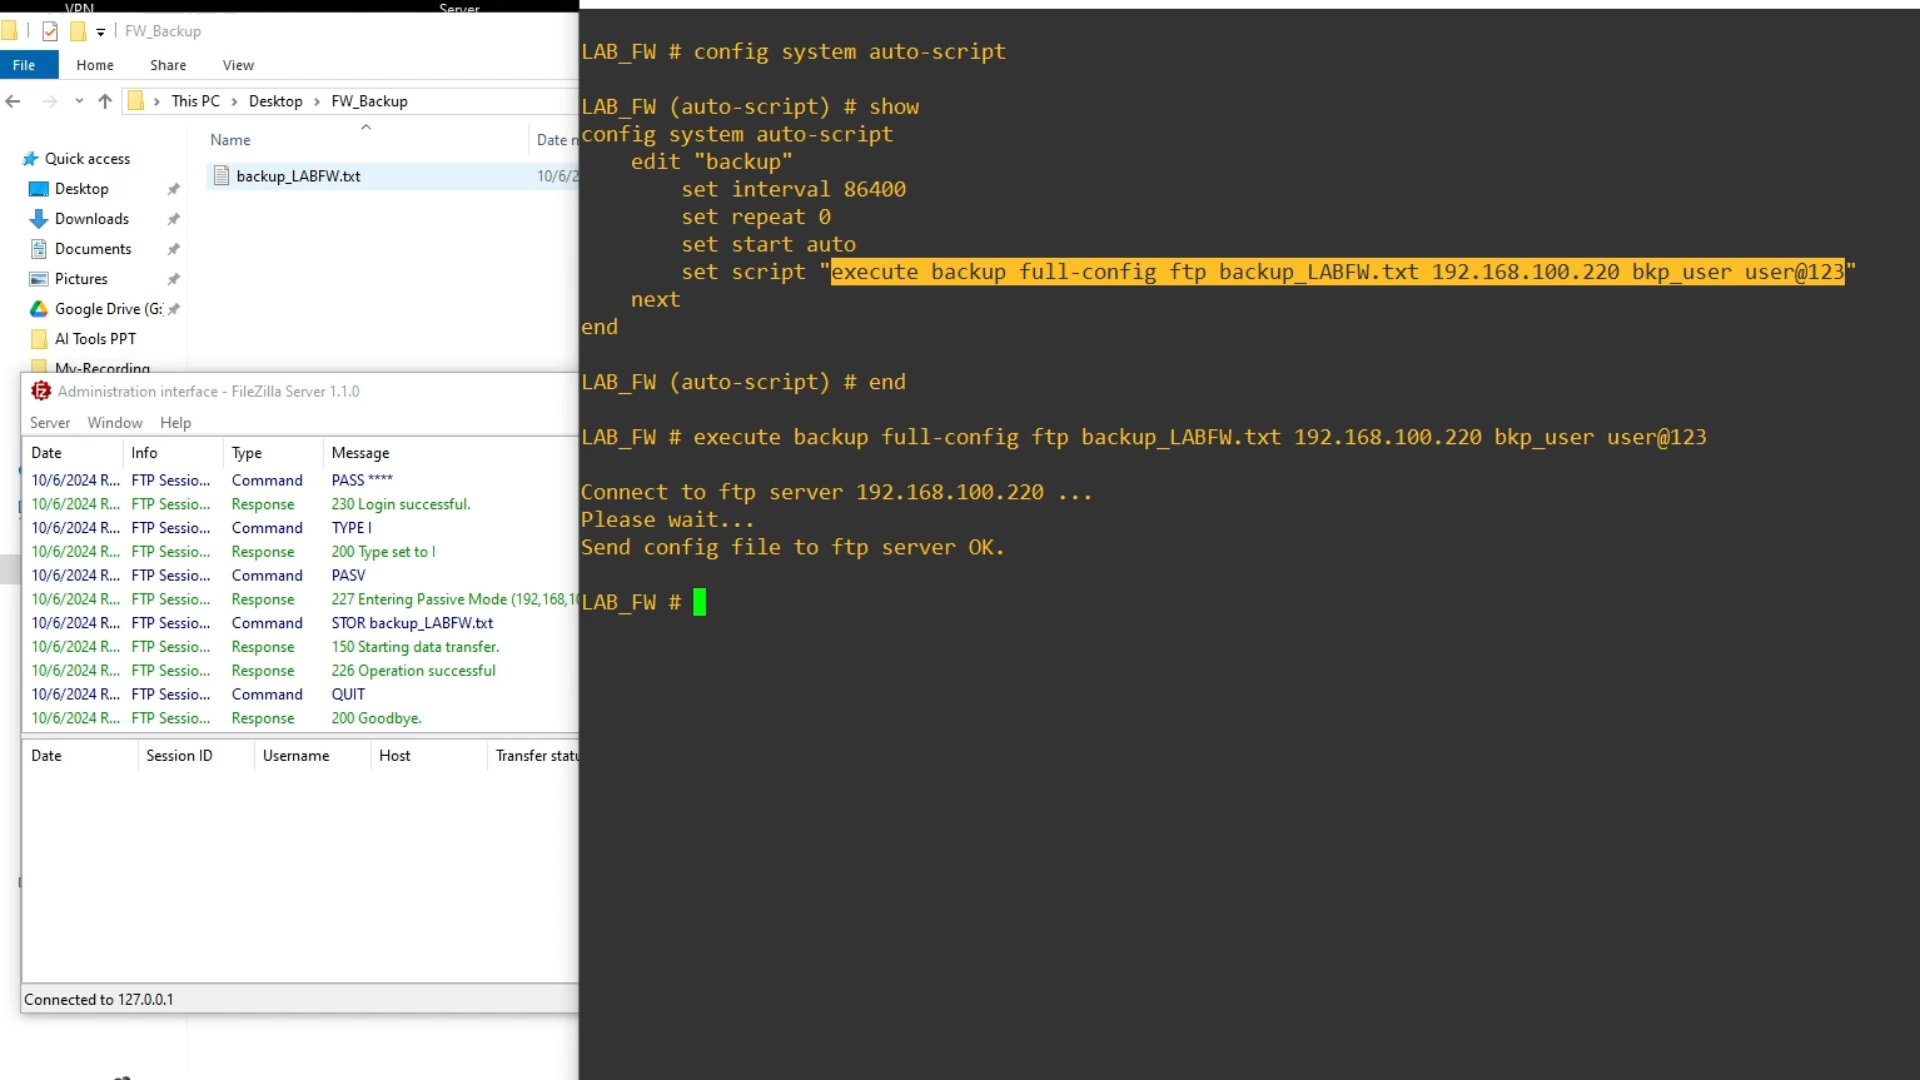 VPN
Server
FW_Backup
File Home Share View
This PC > Desktop > FW_Backup
Name
backup_LABFW.txt 10/6/2
Quick access
Desktop
Downloads
Documents
Pictures
Google Drive (G:
AI Tools PPT
My-Recording
Administration interface - FileZilla Server 1.1.0
Server Window Help
Date Info Type Message
10/6/2024 R... FTP Sessio... Command PASS ****
10/6/2024 R... FTP Sessio... Response 230 Login successful.
10/6/2024 R... FTP Sessio... Command TYPE I
10/6/2024 R... FTP Sessio... Response 200 Type set to I
10/6/2024 R... FTP Sessio... Command PASV
10/6/2024 R... FTP Sessio... Response 227 Entering Passive Mode (192,168,10
10/6/2024 R... FTP Sessio... Command STOR backup_LABFW.txt
10/6/2024 R... FTP Sessio... Response 150 Starting data transfer.
10/6/2024 R... FTP Sessio... Response 226 Operation successful
10/6/2024 R... FTP Sessio... Command QUIT
10/6/2024 R... FTP Sessio... Response 200 Goodbye.
Date Session ID Username Host Transfer statu
Connected to 127.0.0.1
LAB_FW # config system auto-script
LAB_FW (auto-script) # show
config system auto-script
edit "backup"
set interval 86400
set repeat 0
set start auto
set script "execute backup full-config ftp backup_LABFW.txt 192.168.100.220 bkp_user user@123"
next
end
LAB_FW (auto-script) # end
LAB_FW # execute backup full-config ftp backup_LABFW.txt 192.168.100.220 bkp_user user@123
Connect to ftp server 192.168.100.220 ...
Please wait...
Send config file to ftp server OK.
LAB_FW #